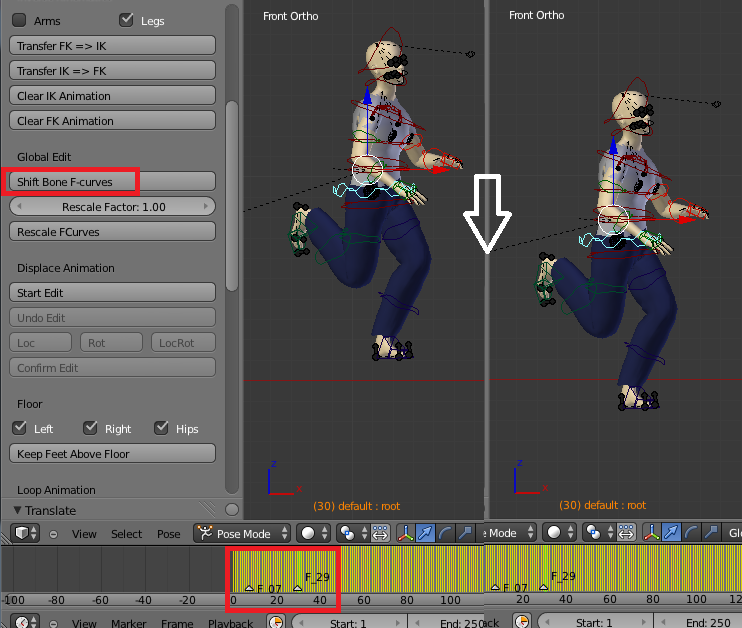 Arms Legs
Transfer FK => IK
Transfer IK => FK
Clear IK Animation
Clear FK Animation
Global Edit
Shift Bone F-curves
Rescale Factor: 1.00
Rescale FCurves
Displace Animation
Start Edit
Undo Edit
Loc Rot LocRot
Confirm Edit
Floor
Left Right Hips
Keep Feet Above Floor
Loop Animation
Translate
Front Ortho
z
x
(30) default : root
Front Ortho
z
x
(30) default : root
View Select Pose Pose Mode
e Mode Glo
F_07 F_29
-100 -80 -60 -40 -20 0 20 40 60 80 100
F_07 F_29
20 40 60 80 100
View Marker Frame Playback Start: 1 End: 250
Start: 1 End: 250